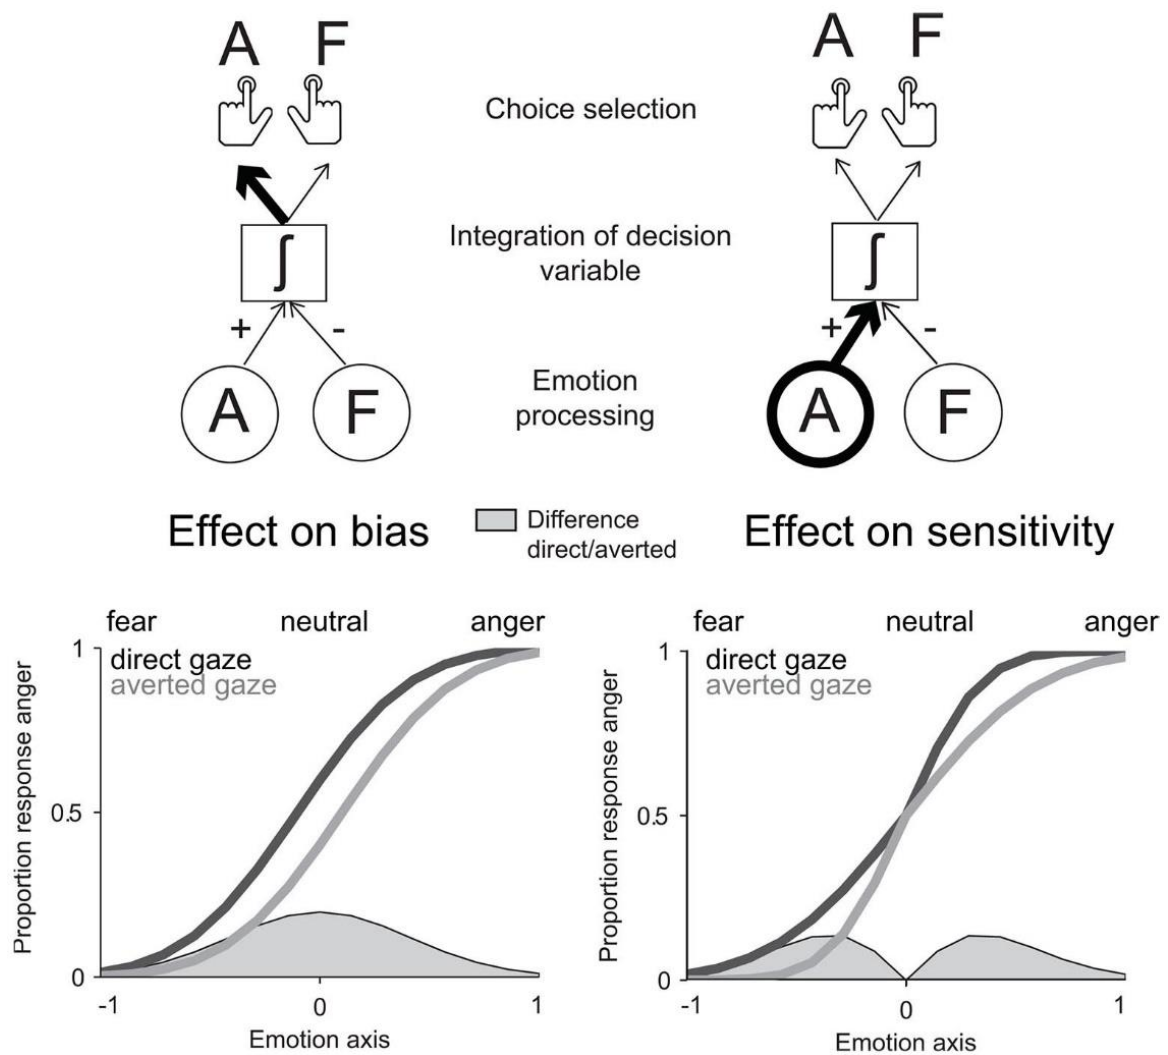 A F
A F
Choice selection
∫
Integration of decision
variable
∫
+ -
+ -
A F
Emotion
processing
A F
Effect on bias
Difference
direct/averted
Effect on sensitivity
fear neutral anger
direct gaze
averted gaze
Proportion response anger
1
0.5
0
-1 0 1
Emotion axis
fear neutral anger
direct gaze
averted gaze
Proportion response anger
1
0.5
0
-1 0 1
Emotion axis